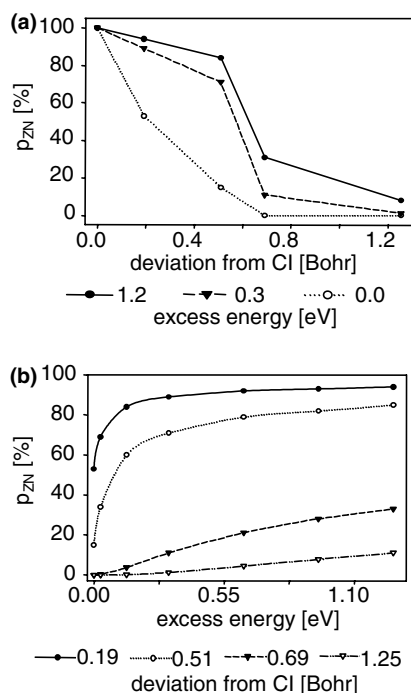 (a)
100
80
60
40
20
0
p_ZN [%]
0.0 0.4 0.8 1.2
deviation from CI [Bohr]
1.2 0.3 0.0
excess energy [eV]
(b)
100
80
60
40
20
0
p_ZN [%]
0.00 0.55 1.10
excess energy [eV]
0.19 0.51 0.69 1.25
deviation from CI [Bohr]